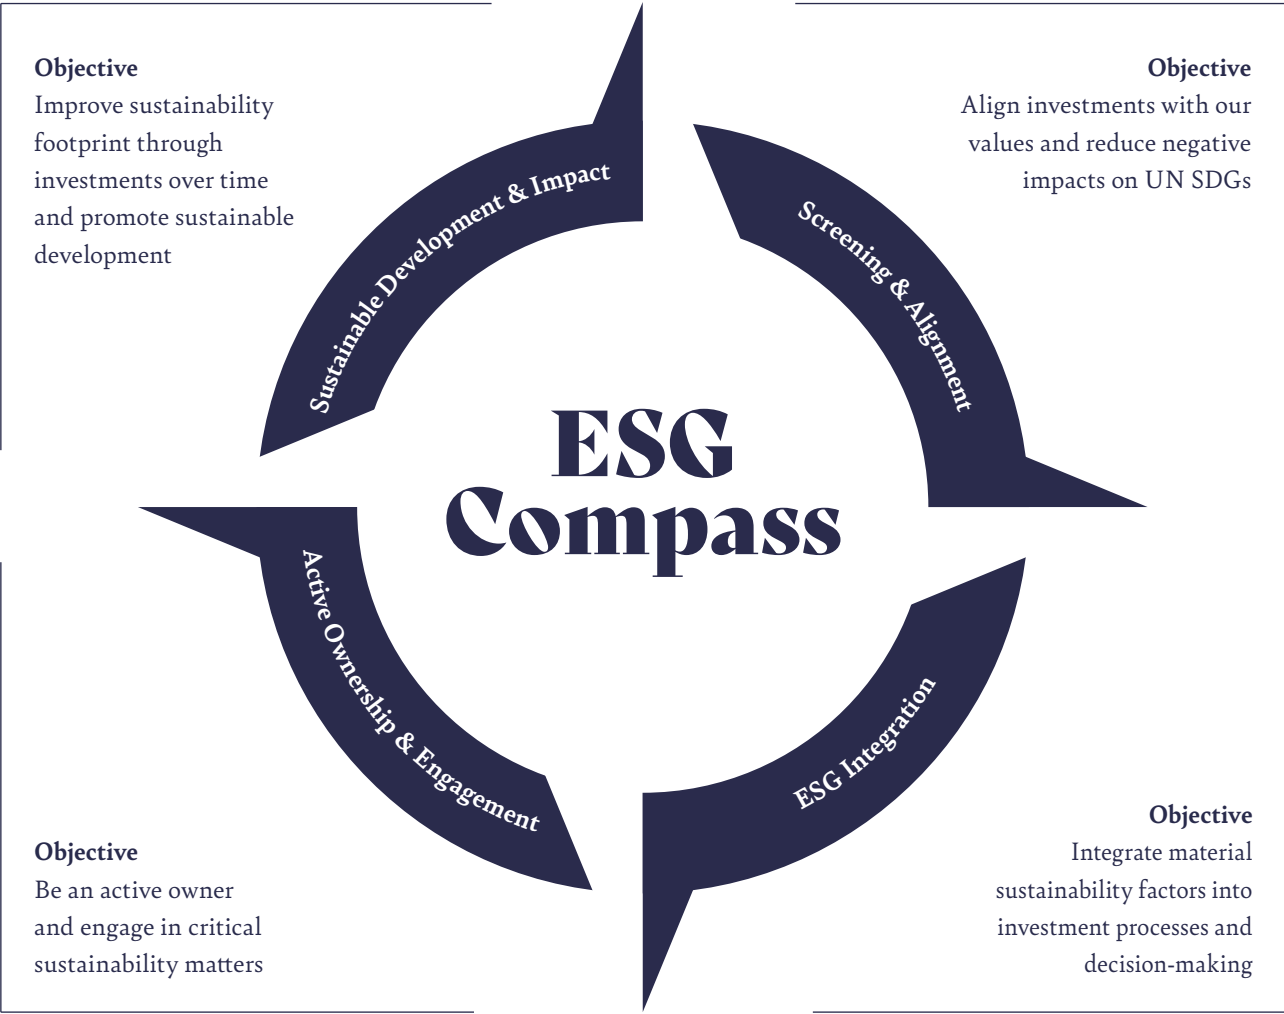 Objective
Improve sustainability
footprint through
investments over time
and promote sustainable
development
Objective
Align investments with our
values and reduce negative
impacts on UN SDGs
Sustainable Development & Impact
Screening & Alignment
ESG
Compass
Active Ownership & Engagement
ESG Integration
Objective
Be an active owner
and engage in critical
sustainability matters
Objective
Integrate material
sustainability factors into
investment processes and
decision-making